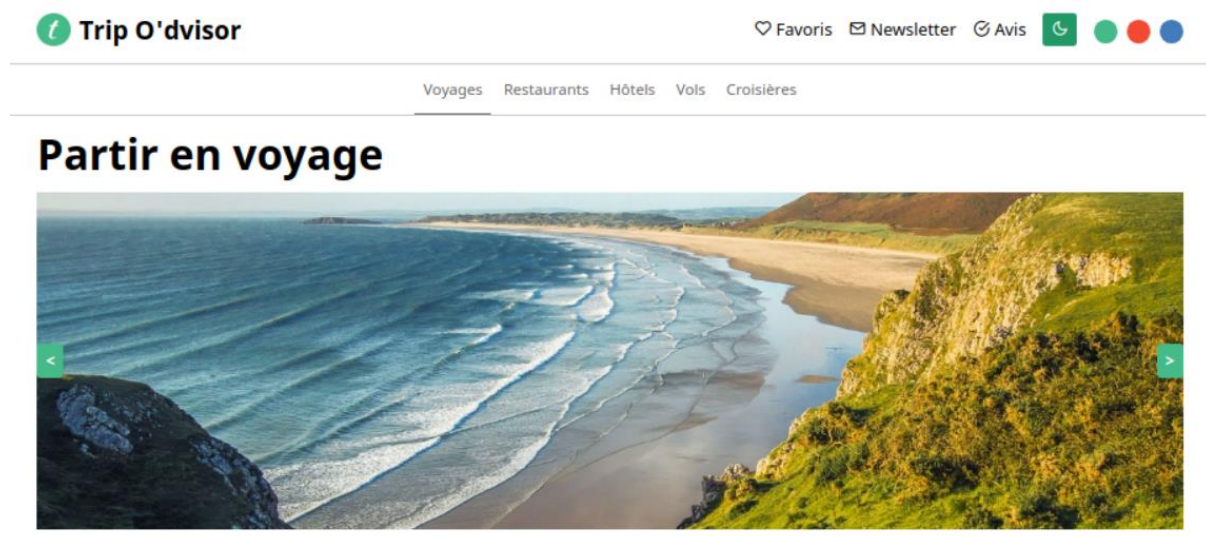 t Trip O'dvisor Favoris Newsletter Avis
Voyages Restaurants Hôtels Vols Croisières
Partir en voyage
< >